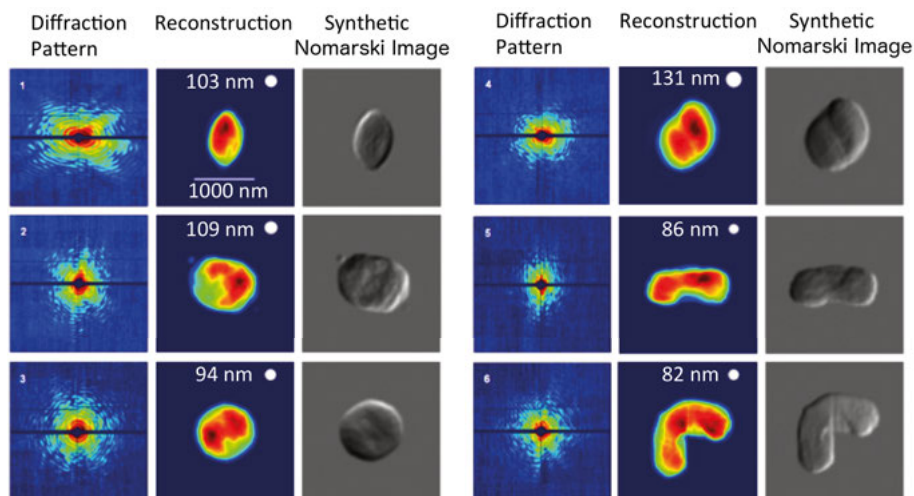 Diffraction Pattern
Reconstruction
Synthetic Nomarski Image
Diffraction Pattern
Reconstruction
Synthetic Nomarski Image
1
103 nm
1000 nm
4
131 nm
2
109 nm
5
86 nm
3
94 nm
6
82 nm